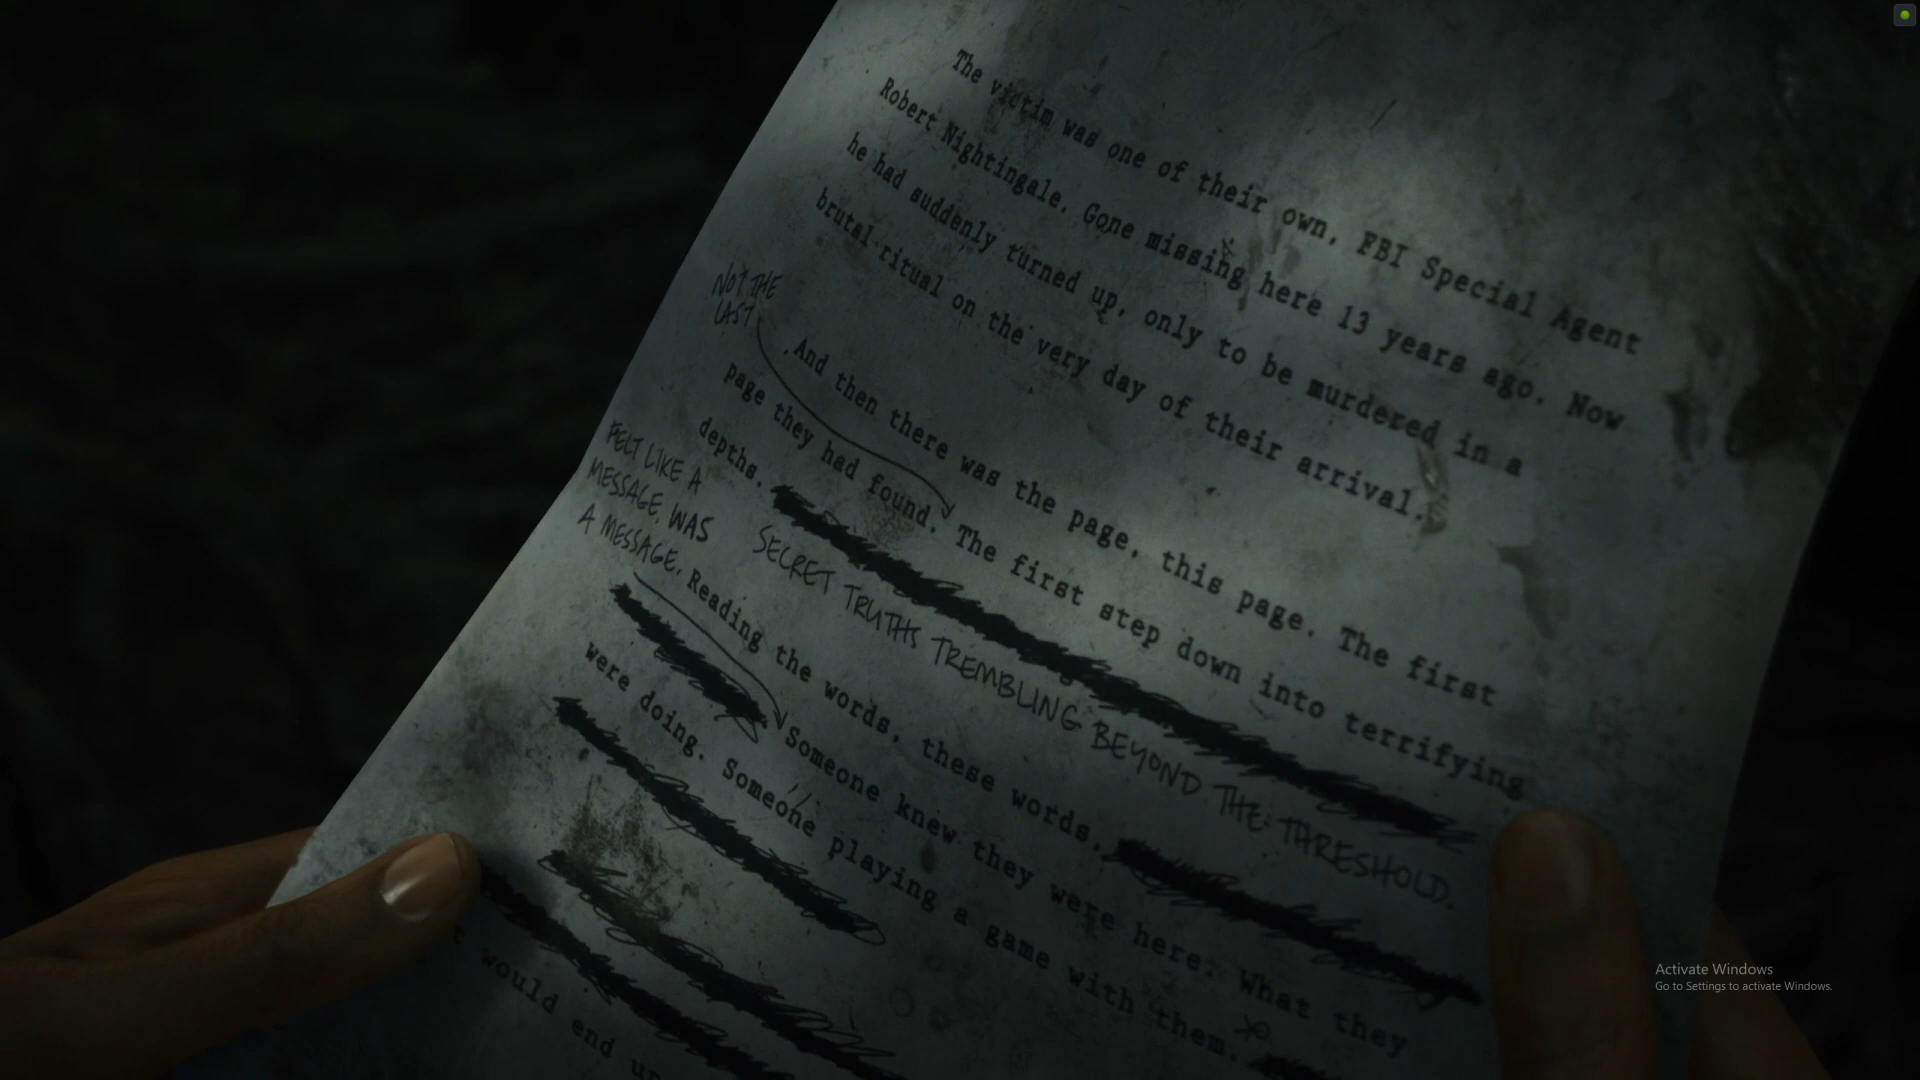 The victim was one of their own, FBI Special Agent
Robert Nightingale. Gone missing here 13 years ago. Now
he had suddenly turned up, only to be murdered in a
brutal ritual on the very day of their arrival.
NOT THE
LAST
And then there was the page, this page. The first
page they had found. The first step down into terrifying
depths.
SECRET TRUTHS TREMBLING BEYOND THE THRESHOLD.
FELT LIKE A
MESSAGE. WAS
A MESSAGE.
Reading the words, these words,
Someone knew they were here. What they
were doing. Someone playing a game with them.
would end up
Activate Windows
Go to Settings to activate Windows.